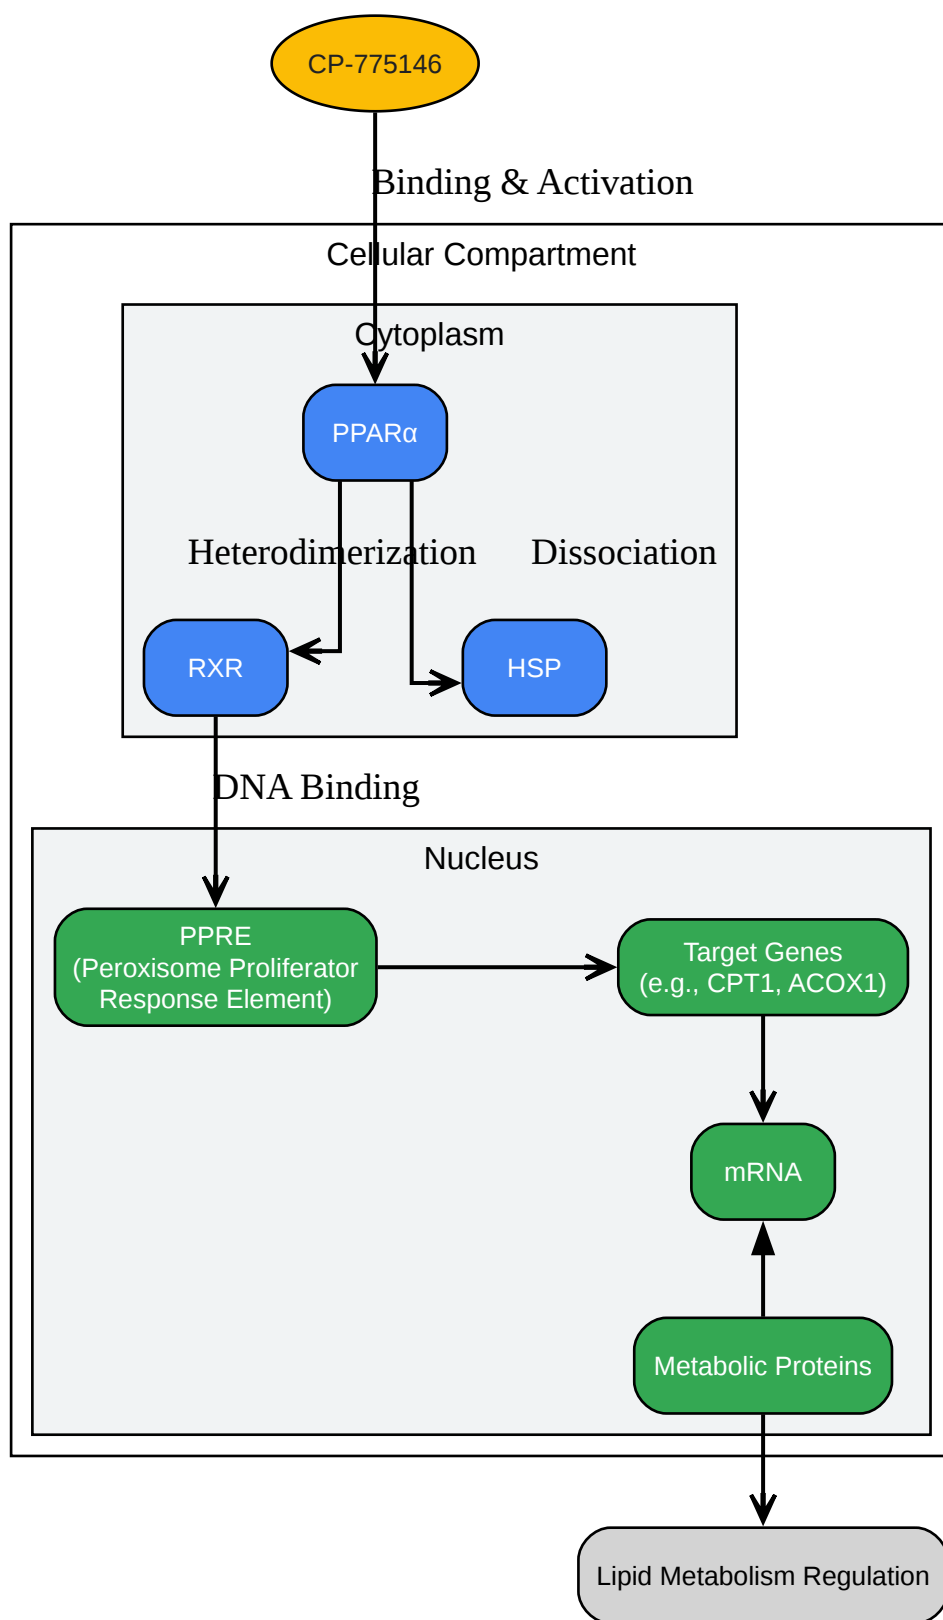 CP-775146
Binding & Activation
Cellular Compartment
Cytoplasm
PPARα
Heterodimerization
Dissociation
RXR
HSP
DNA Binding
Nucleus
PPRE
(Peroxisome Proliferator
Response Element)
Target Genes
(e.g., CPT1, ACOX1)
mRNA
Metabolic Proteins
Lipid Metabolism Regulation